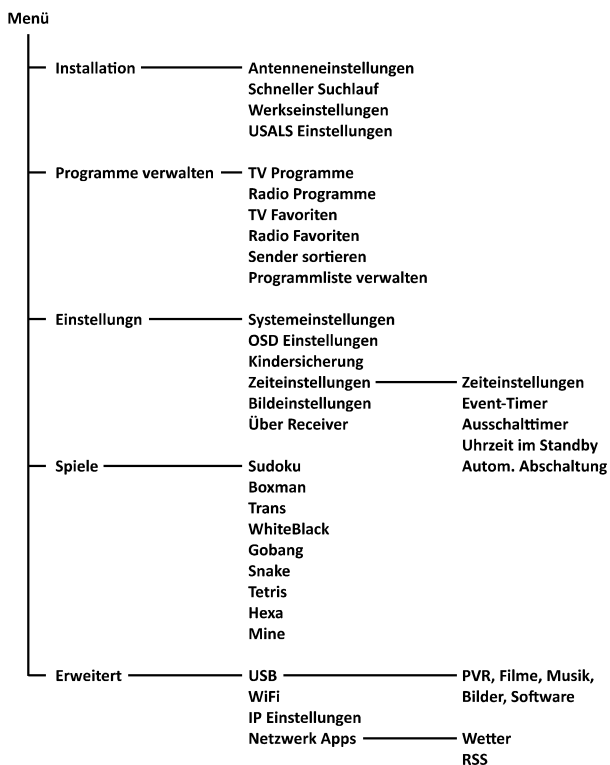 Menü
Installation Antenneneinstellungen
Schneller Suchlauf
Werkseinstellungen
USALS Einstellungen
Programme verwalten TV Programme
Radio Programme
TV Favoriten
Radio Favoriten
Sender sortieren
Programmliste verwalten
Einstellungn Systemeinstellungen
OSD Einstellungen
Kindersicherung
Zeiteinstellungen Zeiteinstellungen
Bildeinstellungen Event-Timer
Über Receiver Ausschalttimer
Uhrzeit im Standby
Spiele Sudoku Autom. Abschaltung
Boxman
Trans
WhiteBlack
Gobang
Snake
Tetris
Hexa
Mine
Erweitert USB PVR, Filme, Musik,
WiFi Bilder, Software
IP Einstellungen
Netzwerk Apps Wetter
RSS